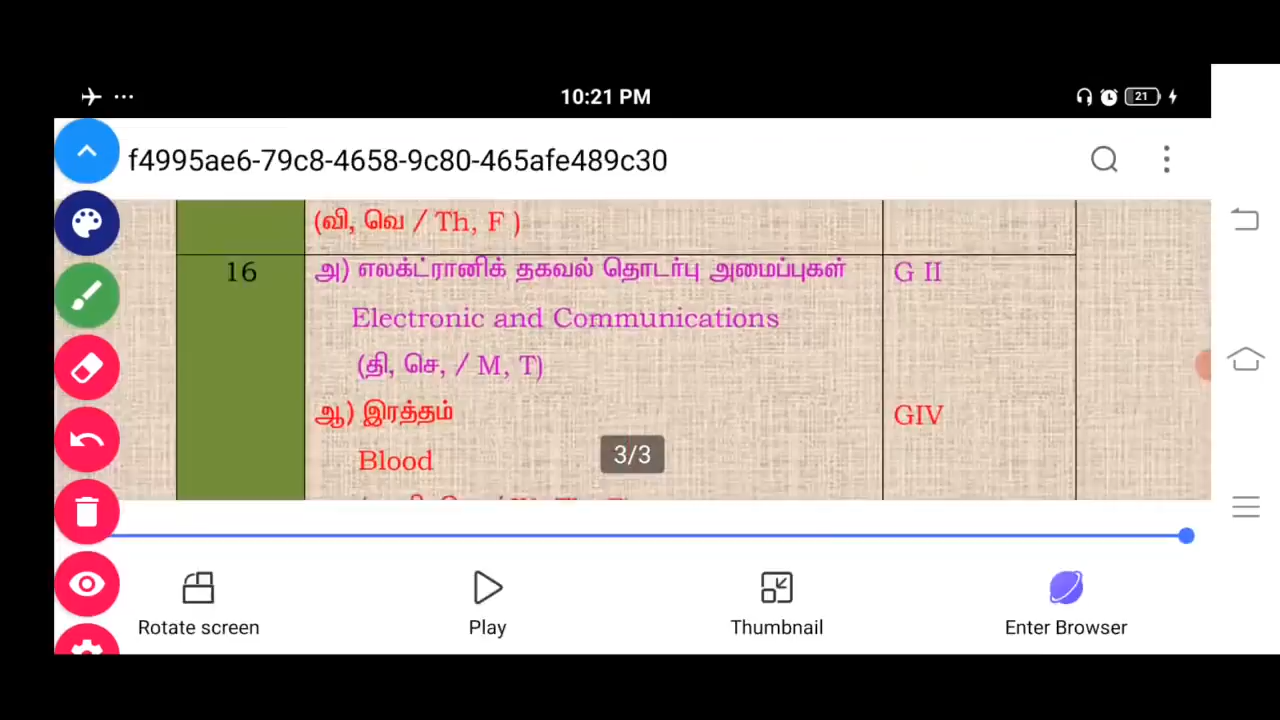 10:21 PM
21
f4995ae6-79c8-4658-9c80-465afe489c30
(வி, வெ / Th, F )
16
அ) எலக்ட்ரானிக் தகவல் தொடர்பு அமைப்புகள்
G II
Electronic and Communications
(தி, செ, / M, T)
ஆ) இரத்தம்
GIV
Blood
3/3
Rotate screen
Play
Thumbnail
Enter Browser